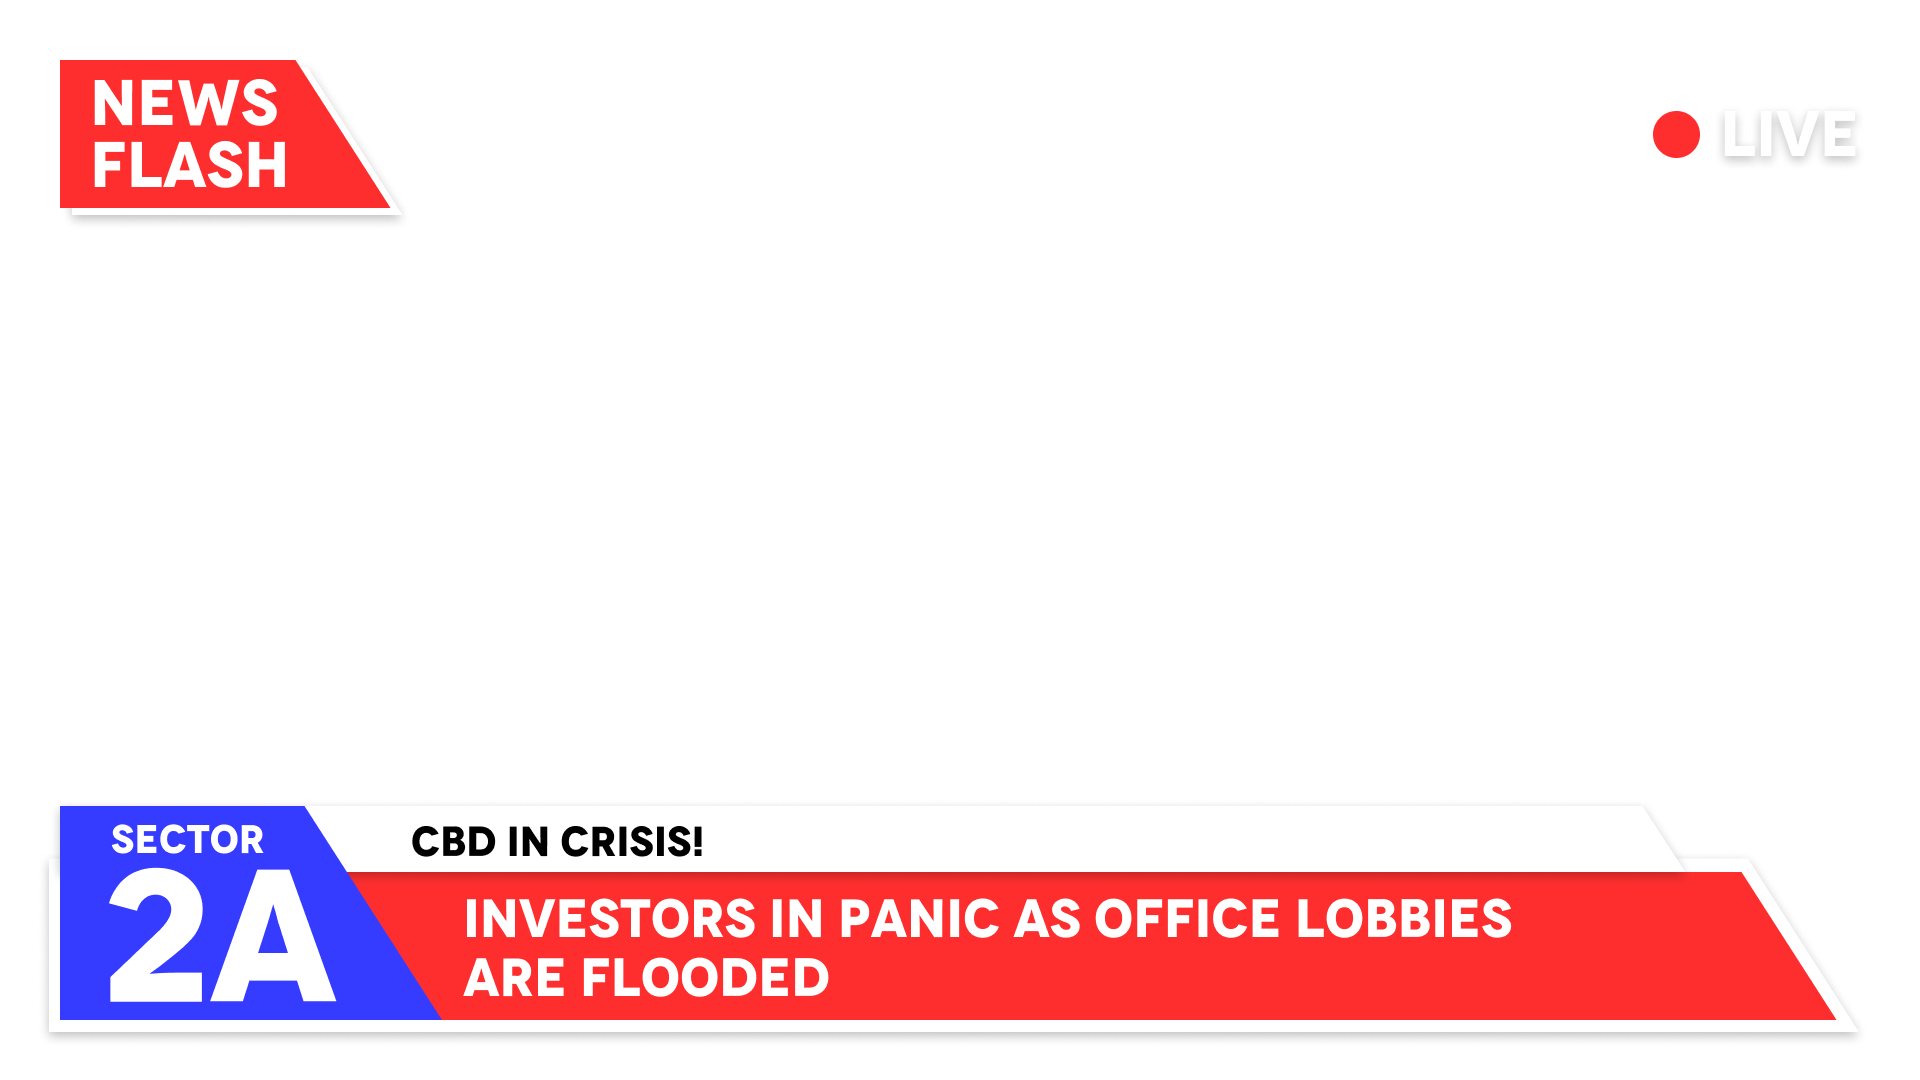 NEWS
FLASH
LIVE
SECTOR
2A
CBD IN CRISIS!
INVESTORS IN PANIC AS OFFICE LOBBIES
ARE FLOODED